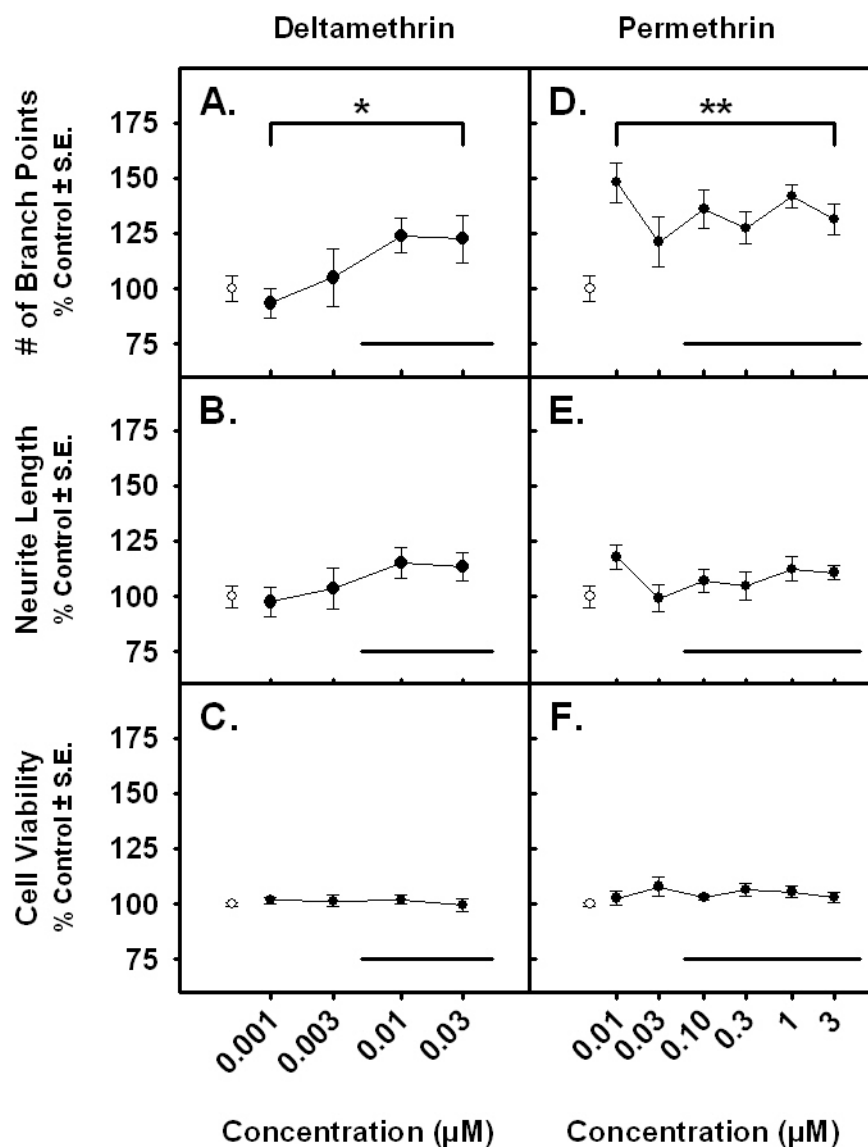 Deltamethrin Permethrin
# of Branch Points
% Control ± S.E.
A. * D. **
175
150
125
100
75
Neurite Length
% Control ± S.E.
B. E.
175
150
125
100
75
Cell Viability
% Control ± S.E.
C. F.
175
150
125
100
75
0.001 0.003 0.01 0.03 0.01 0.03 0.10 0.3 1 3
Concentration (µM) Concentration (µM)